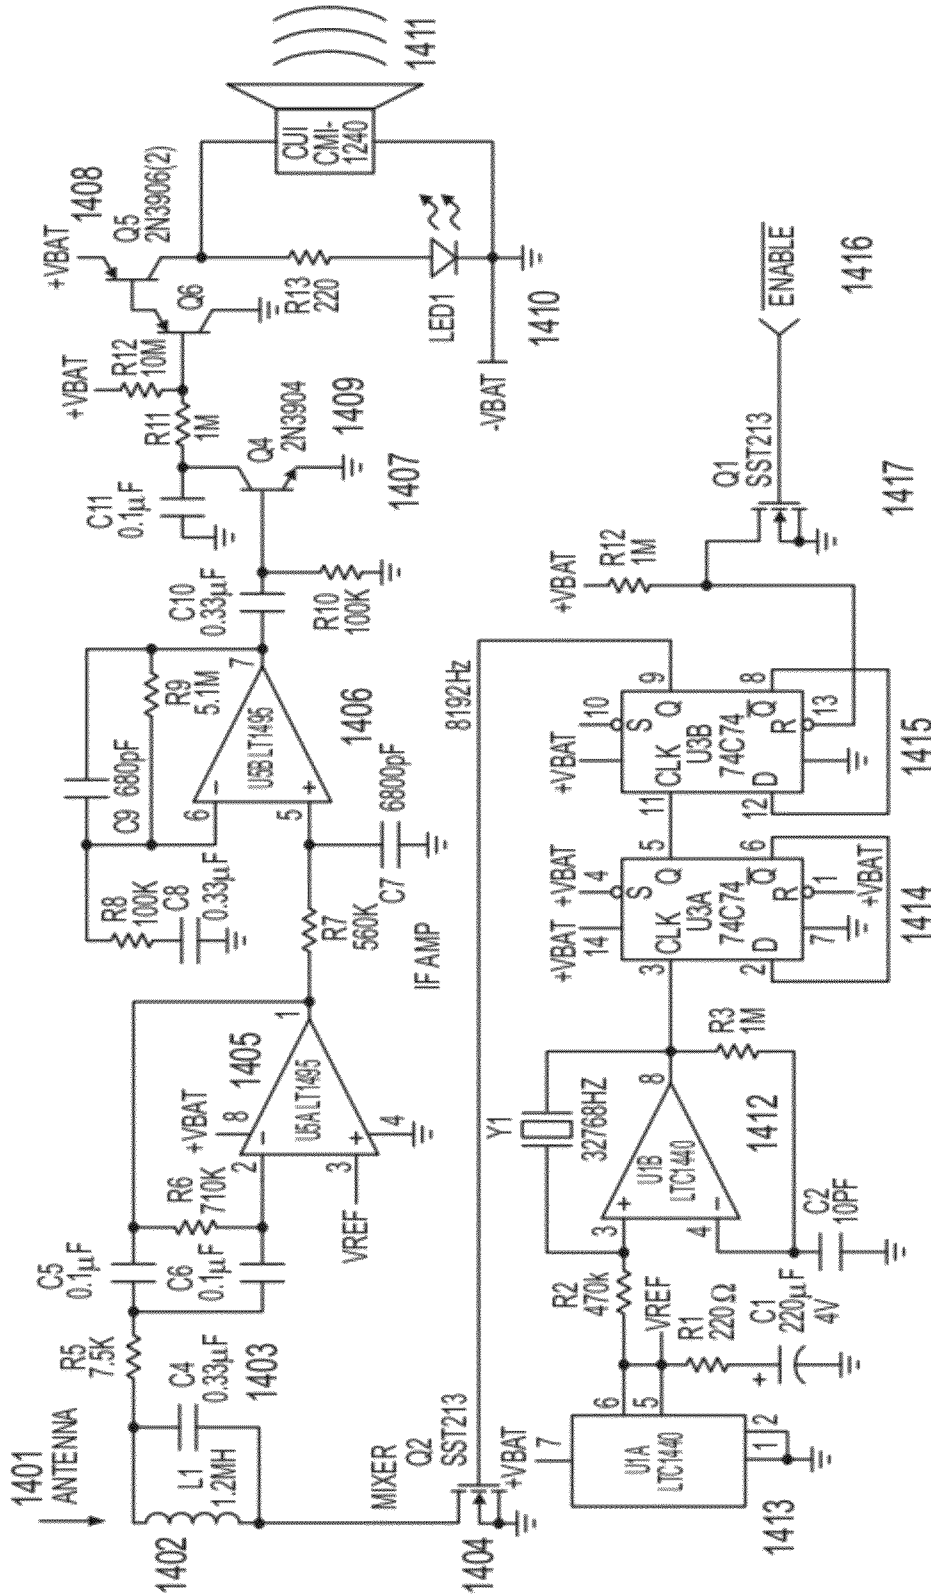 1401
ANTENNA
1402
L1
1.2MH
C4
0.33µF
1403
R5
7.5K
C5
0.1µF
C6
0.1µF
R6
710K
+VBAT
8
2
3
VREF
4
1
U5A LT1495
1405
MIXER
Q2
SST213
1404
IF AMP
R7
560K
C7
6800pF
R8
100K
C8
0.33µF
C9
680pF
R9
5.1M
6
5
7
U5B LT1495
1406
C10
0.33µF
R10
100K
1407
C11
0.1µF
Q4
2N3904
1409
R11
1M
+VBAT
R12
10M
Q6
+VBAT
1408
Q5
2N3906(2)
R13
220
LED1
-VBAT
1410
CUI
CMI-
1240
1411
+VBAT
7
U1A
LTC1440
6
5
1
2
1413
R2
470k
VREF
R1
220Ω
C1
220µF
4V
+
Y1
32768HZ
3
4
8
U1B
LTC1440
1412
R3
1M
C2
10PF
+VBAT
+VBAT
14
4
3
CLK
S
Q
5
U3A
74C74
2
D
R
Q
6
7
1
+VBAT
1414
8192Hz
+VBAT
10
11
CLK
S
Q
9
U3B
74C74
12
D
R
Q
8
13
1415
+VBAT
R12
1M
Q1
SST213
1417
ENABLE
1416